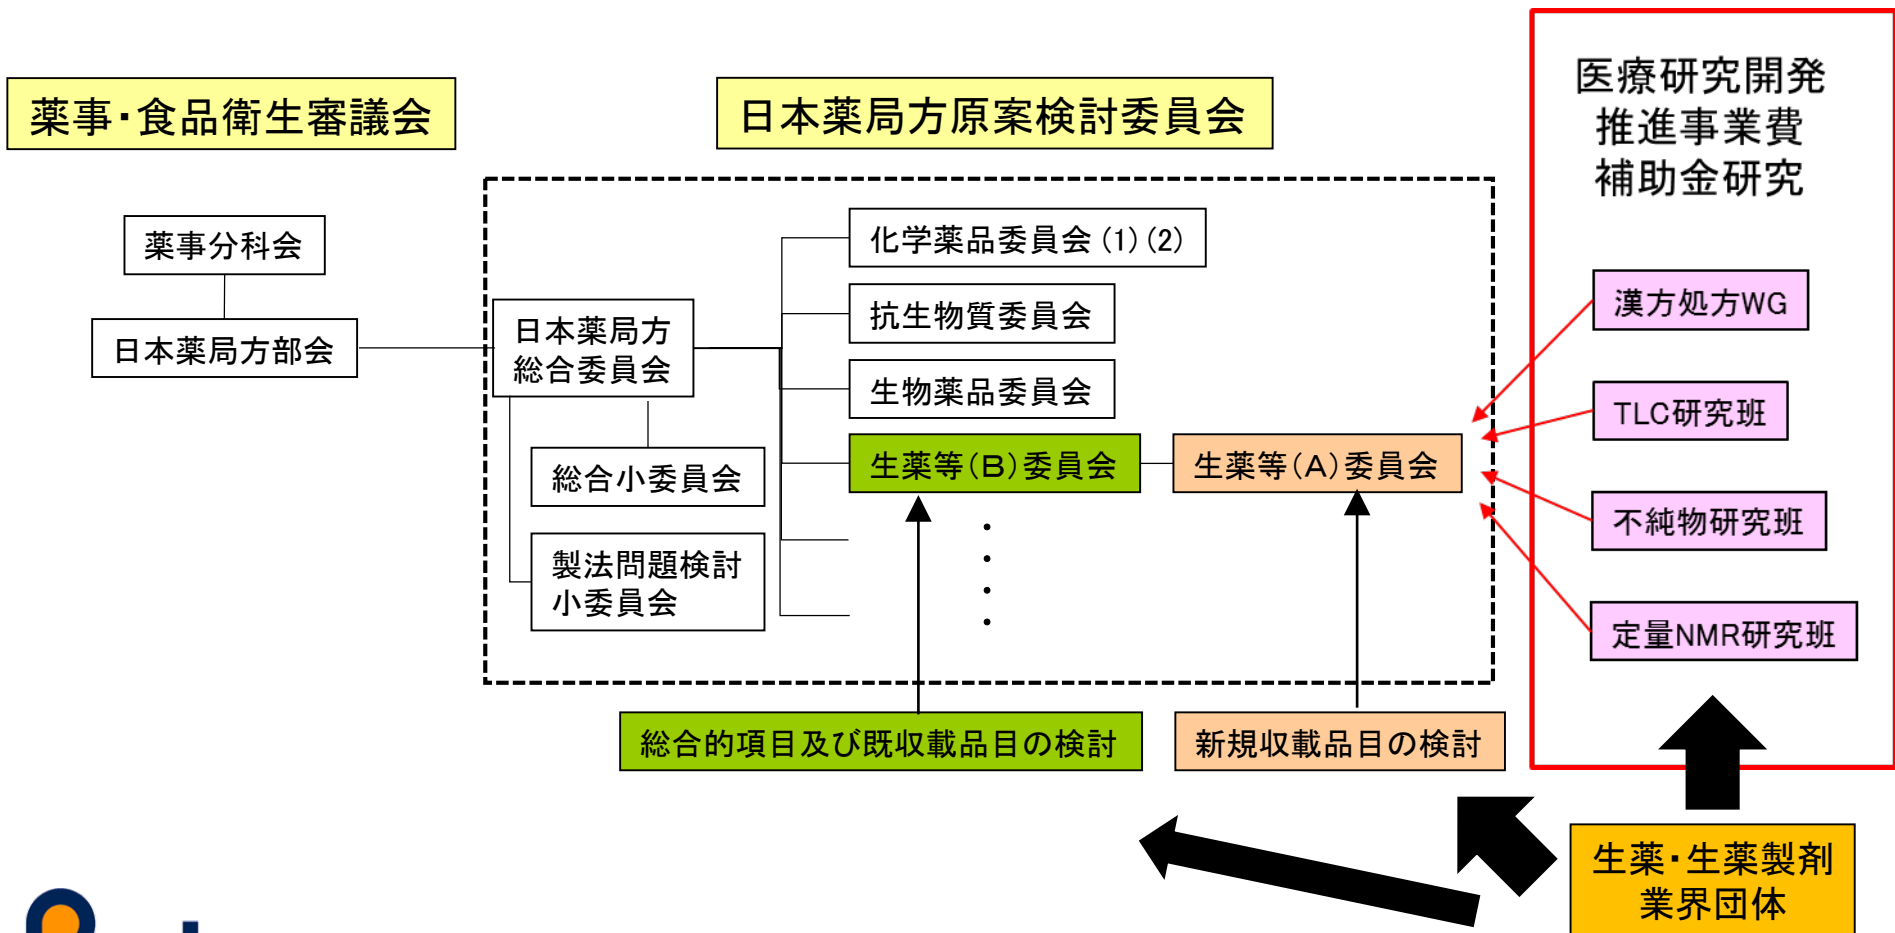 薬事・食品衛生審議会
薬事分科会
日本薬局方部会
日本薬局方原案検討委員会
日本薬局方
総合委員会
総合小委員会
製法問題検討
小委員会
化学薬品委員会(1)(2)
抗生物質委員会
生物薬品委員会
生薬等(B)委員会
生薬等(A)委員会
総合的項目及び既収載品目の検討
新規収載品目の検討
医療研究開発
推進事業費
補助金研究
漢方処方WG
TLC研究班
不純物研究班
定量NMR研究班
生薬・生薬製剤
業界団体